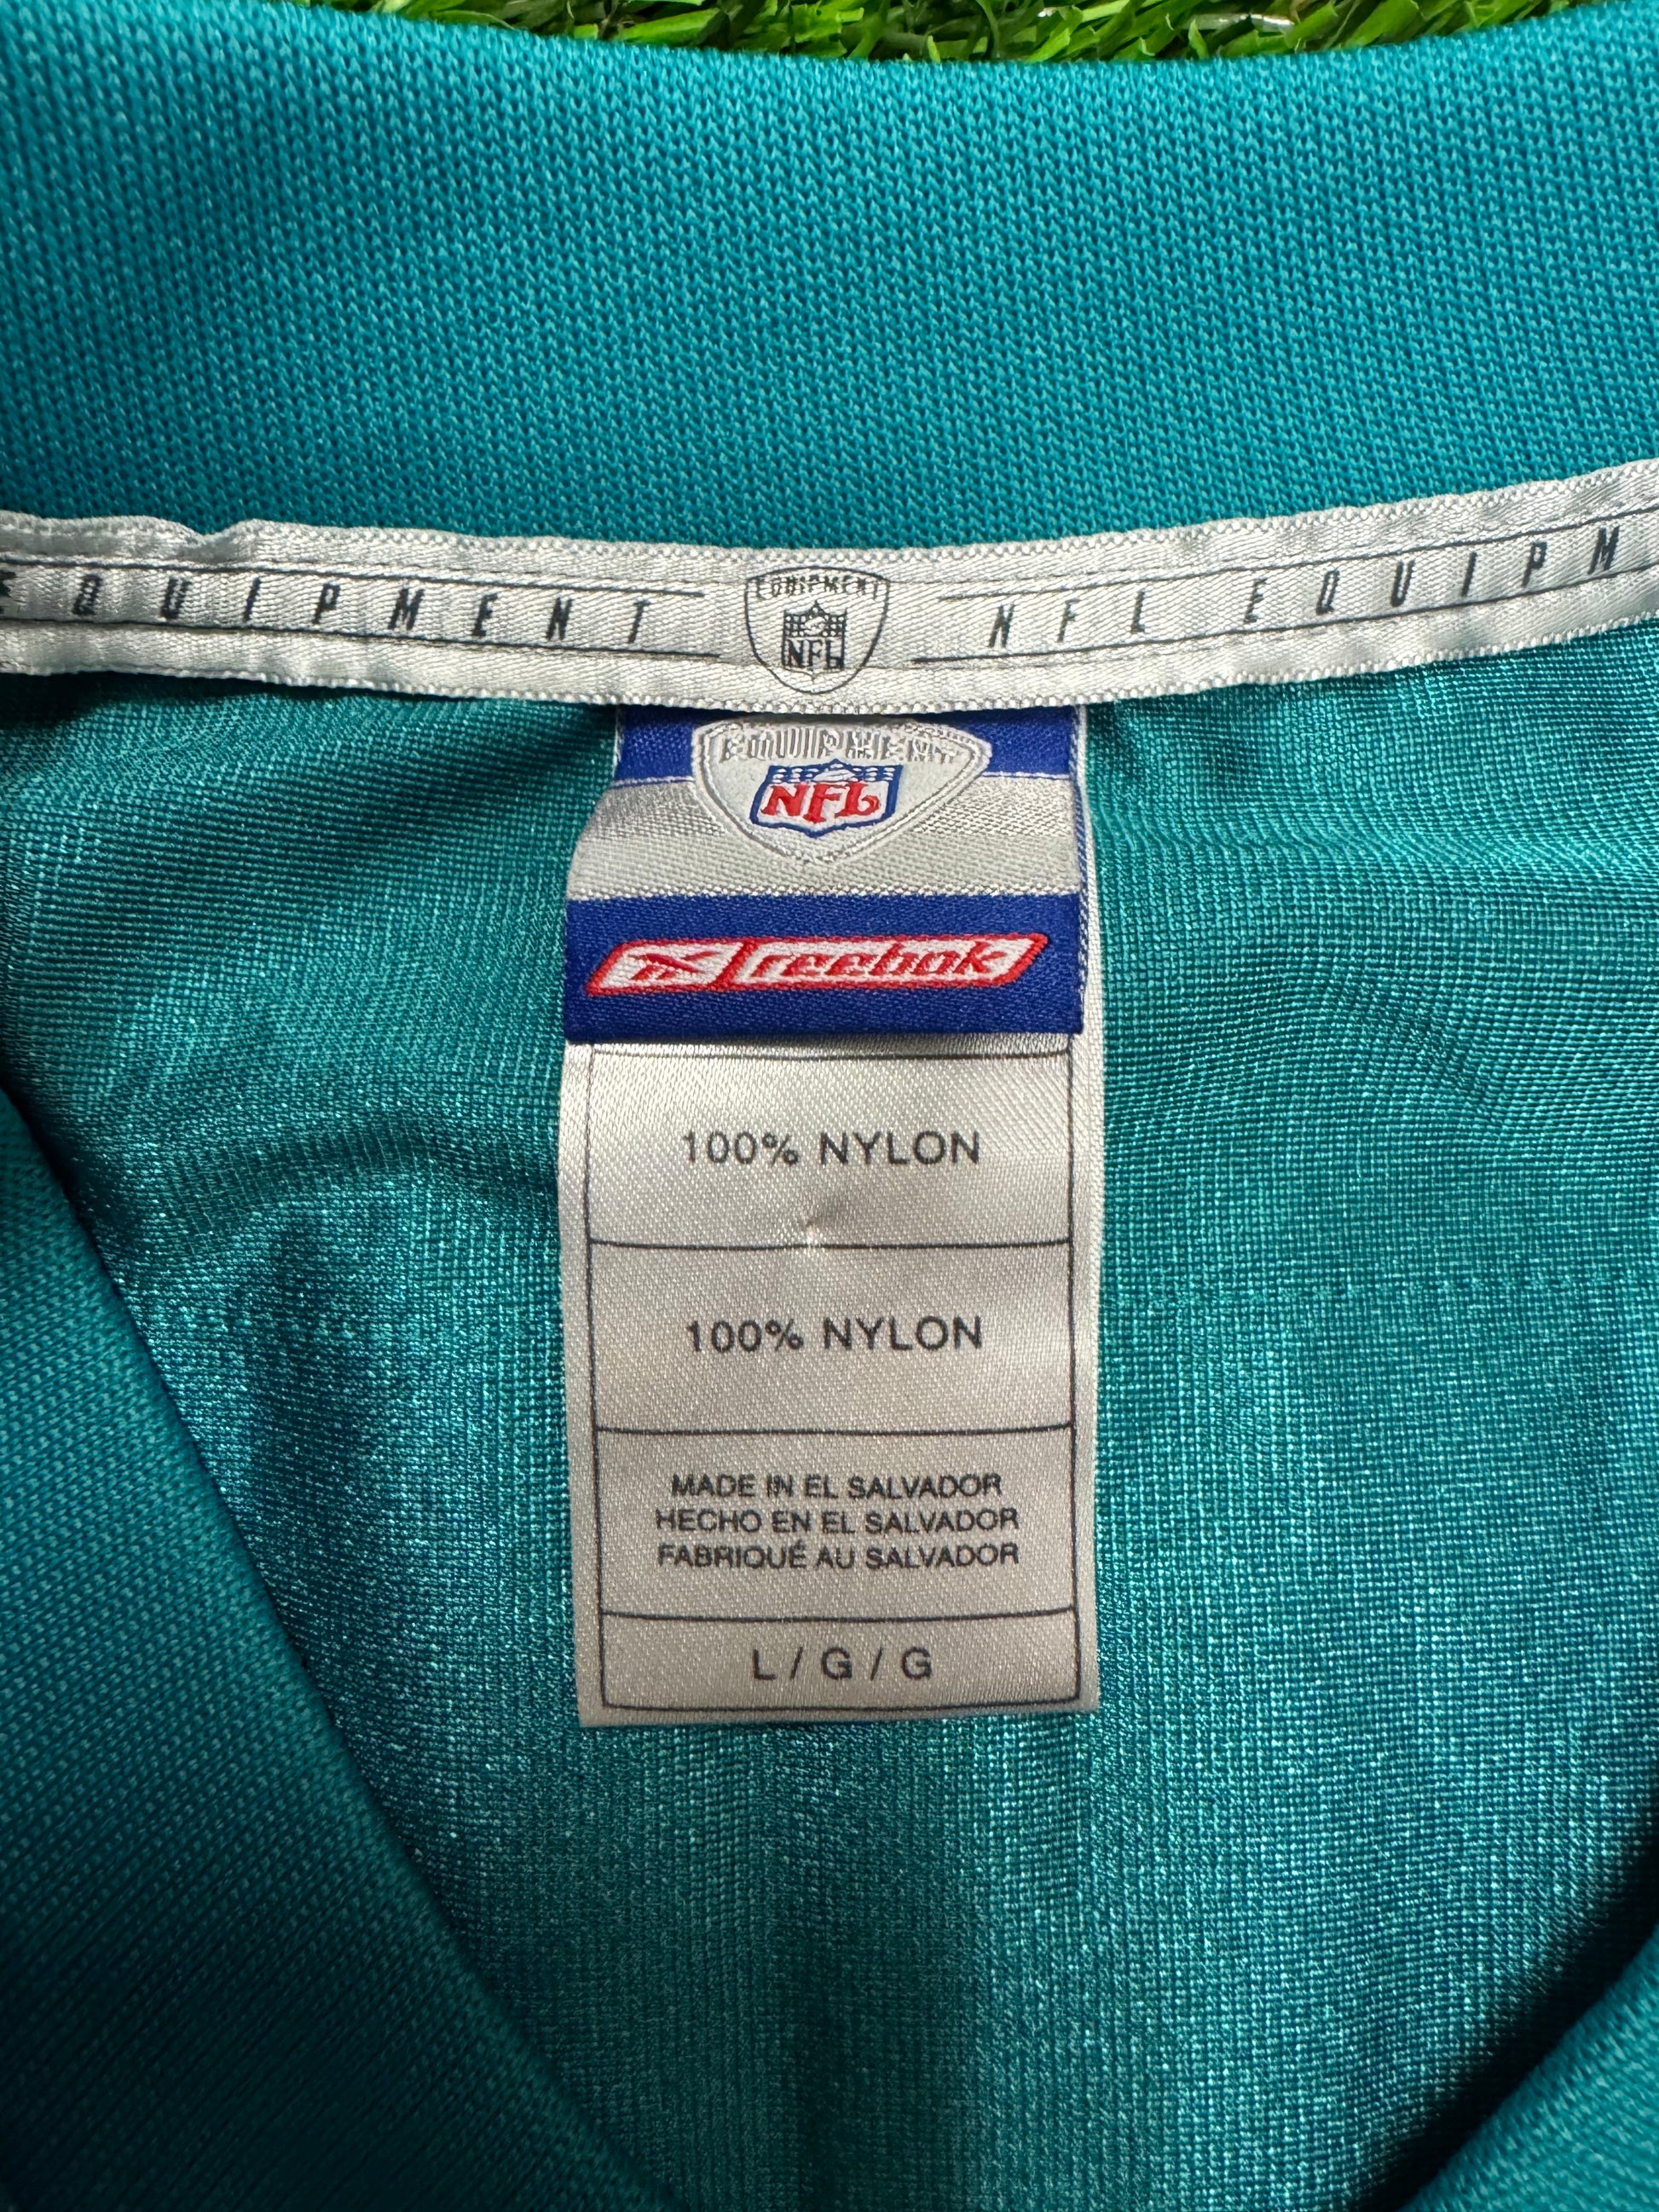 EQUIPMENT EQUIPMENT NFL NFL EQUIPM
EQUIPMENT
NFL
reebok
100% NYLON
100% NYLON
MADE IN EL SALVADOR
HECHO EN EL SALVADOR
FABRIQUÉ AU SALVADOR
L / G / G